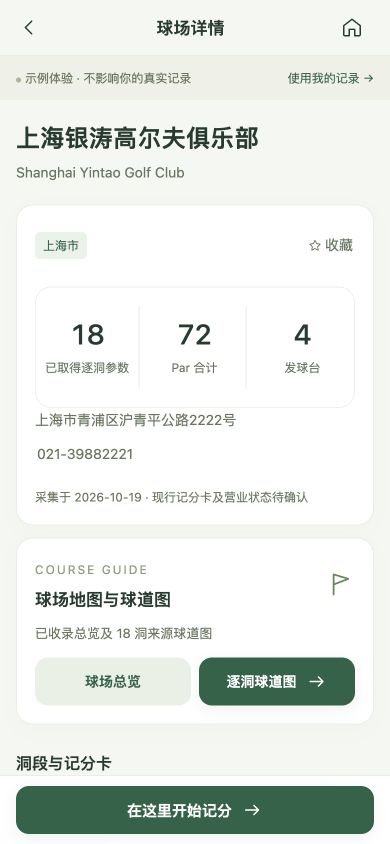 球场详情
示例体验 · 不影响你的真实记录
使用我的记录 →
上海银涛高尔夫俱乐部
Shanghai Yintao Golf Club
上海市
收藏
18
已取得逐洞参数
72
Par 合计
4
发球台
上海市青浦区沪青平公路2222号
021-39882221
采集于 2026-10-19 · 现行记分卡及营业状态待确认
COURSE GUIDE
球场地图与球道图
已收录总览及 18 洞来源球道图
球场总览
逐洞球道图 →
洞段与记分卡
在这里开始记分 →